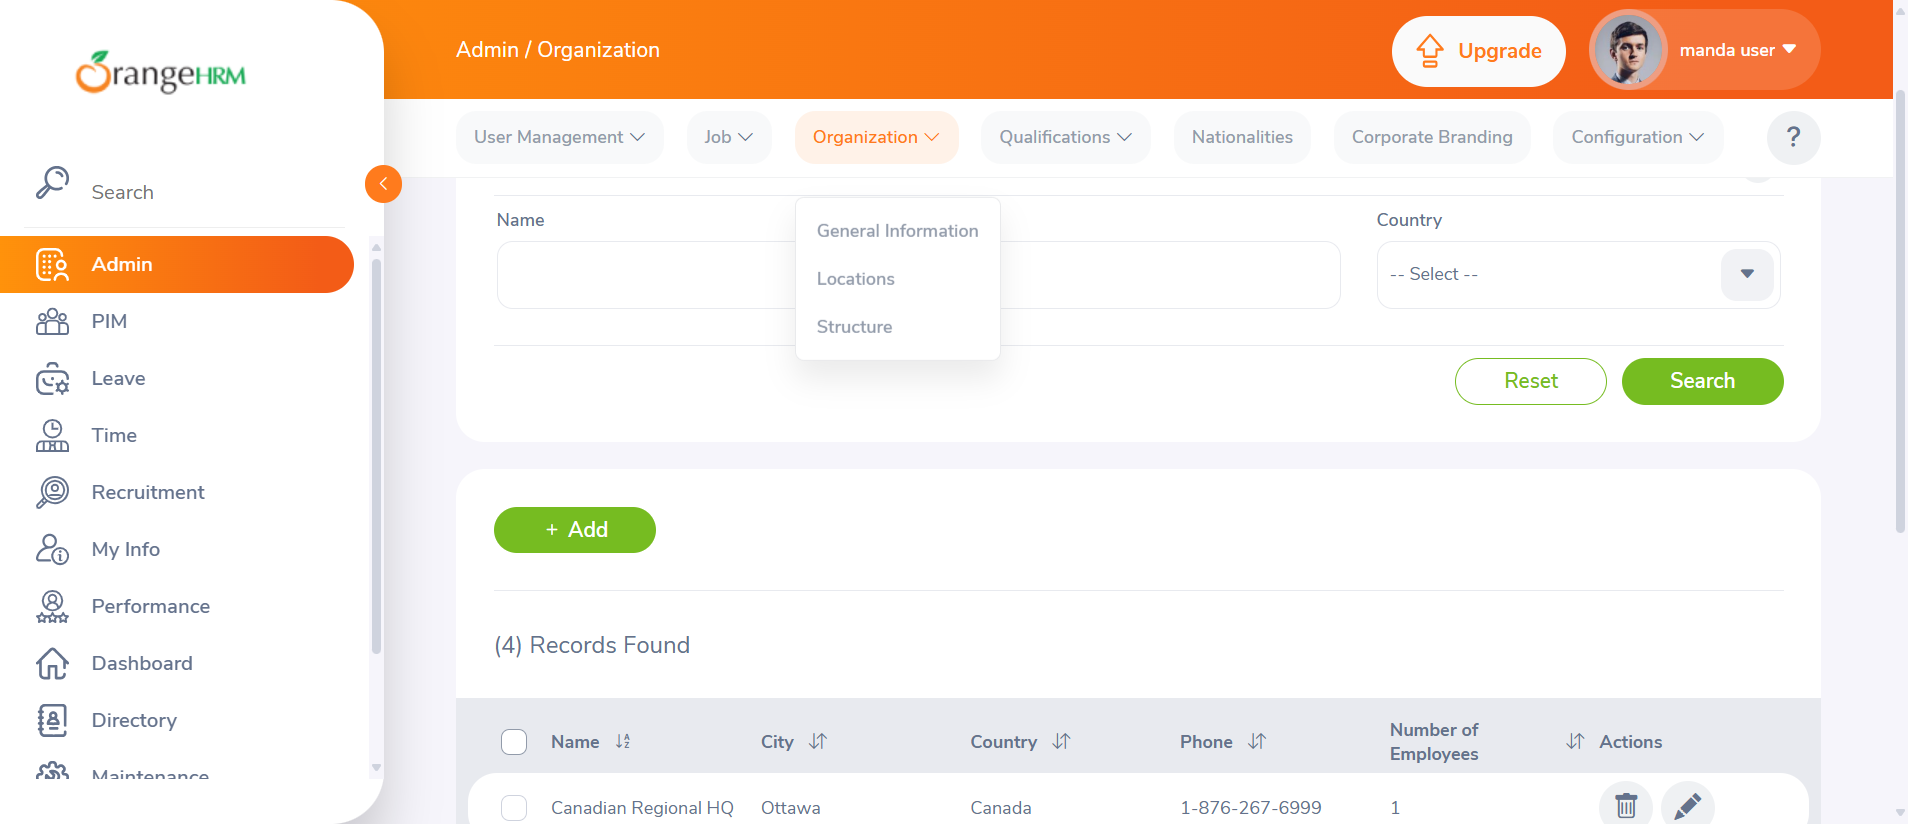 OrangeHRM
Search
Admin
PIM
Leave
Time
Recruitment
My Info
Performance
Dashboard
Directory
Maintenance
Admin / Organization
Upgrade
manda user
User Management
Job
Organization
Qualifications
Nationalities
Corporate Branding
Configuration
?
General Information
Locations
Structure
Name
Country
-- Select --
Reset
Search
+ Add
(4) Records Found
Name
City
Country
Phone
Number of
Employees
Actions
Canadian Regional HQ
Ottawa
Canada
1-876-267-6999
1